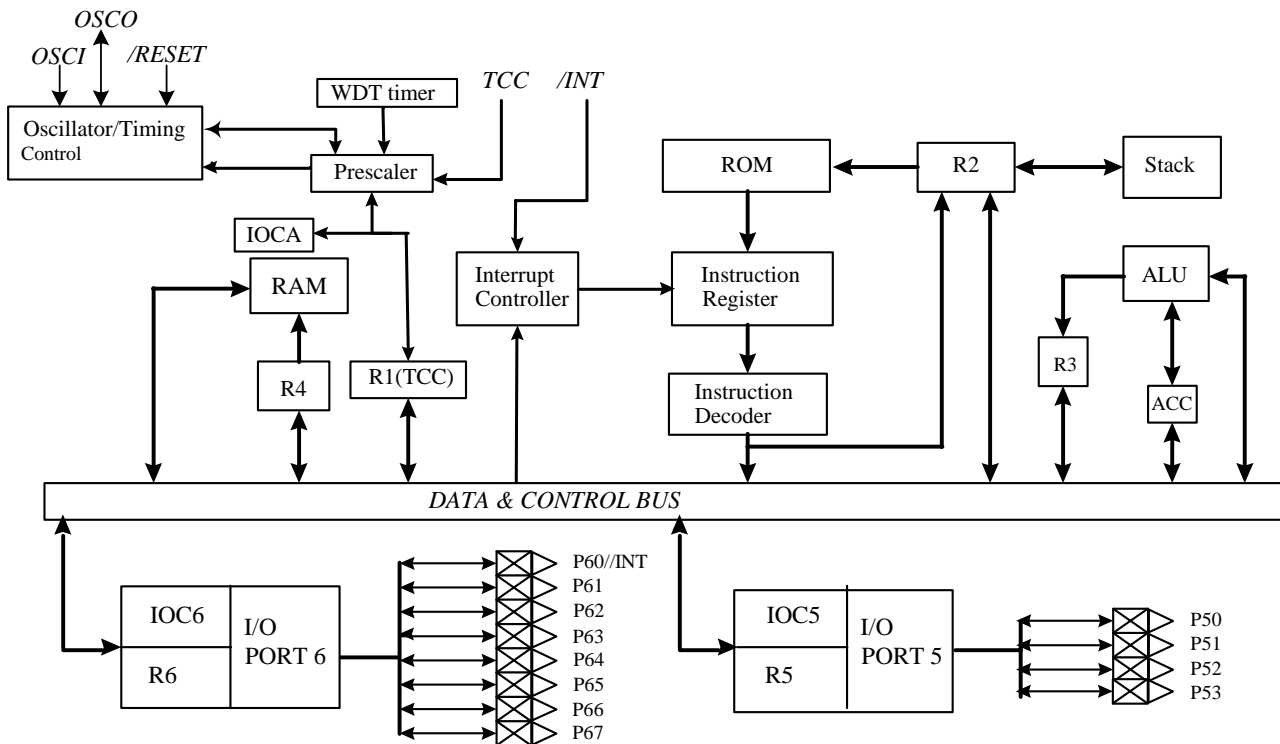 OSCO
OSCI
/RESET
TCC
/INT
WDT timer
Oscillator/Timing
Control
Prescaler
ROM
R2
Stack
IOCA
RAM
Interrupt
Controller
Instruction
Register
ALU
R4
R1(TCC)
Instruction
Decoder
R3
ACC
DATA & CONTROL BUS
IOC6
R6
I/O
PORT 6
P60//INT
P61
P62
P63
P64
P65
P66
P67
IOC5
R5
I/O
PORT 5
P50
P51
P52
P53